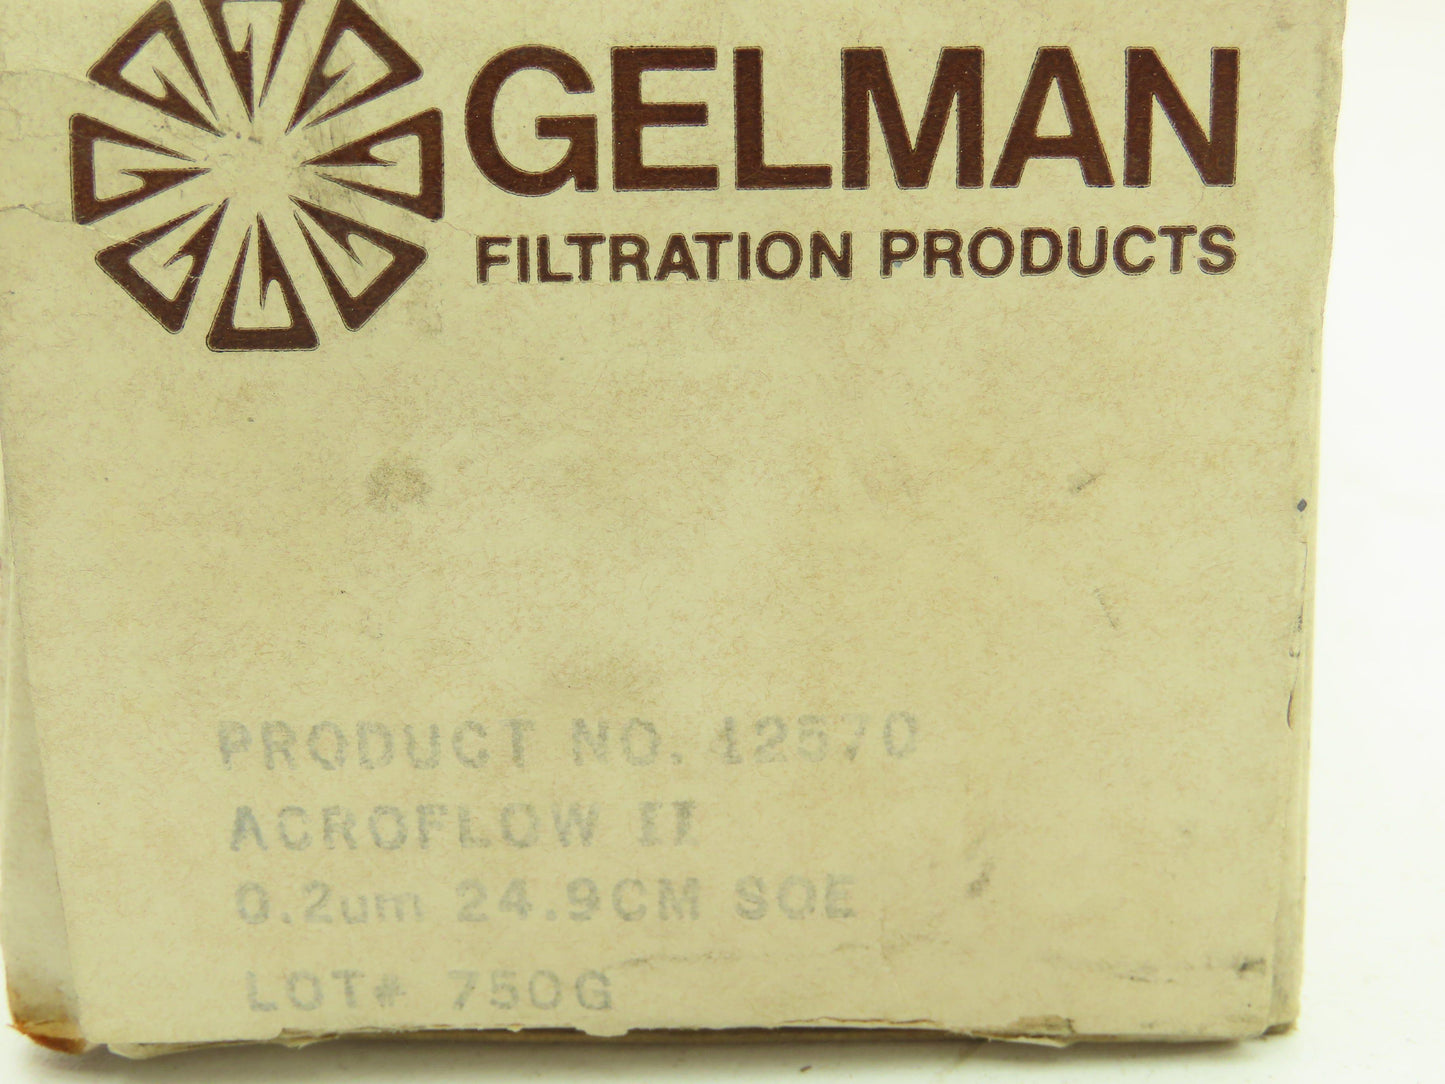 GELMAN
FILTRATION PRODUCTS
PRODUCT NO. 12570
ACROFLOW II
0.2um 24.9CM SOE
LOT# 750G